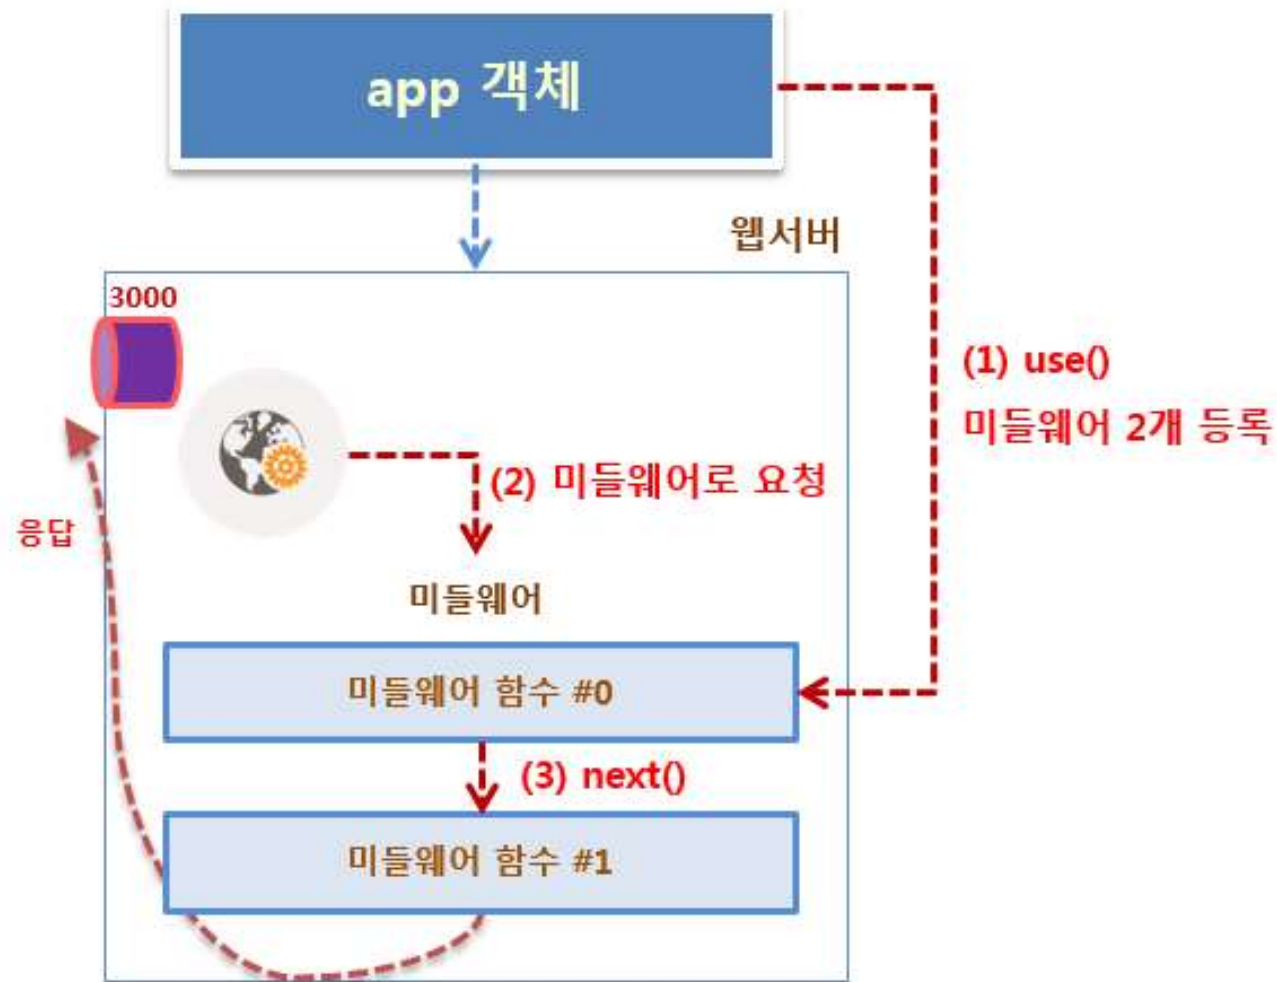 app 객체
웹서버
3000
(1) use()
미들웨어 2개 등록
(2) 미들웨어로 요청
응답
미들웨어
미들웨어 함수 #0
(3) next()
미들웨어 함수 #1